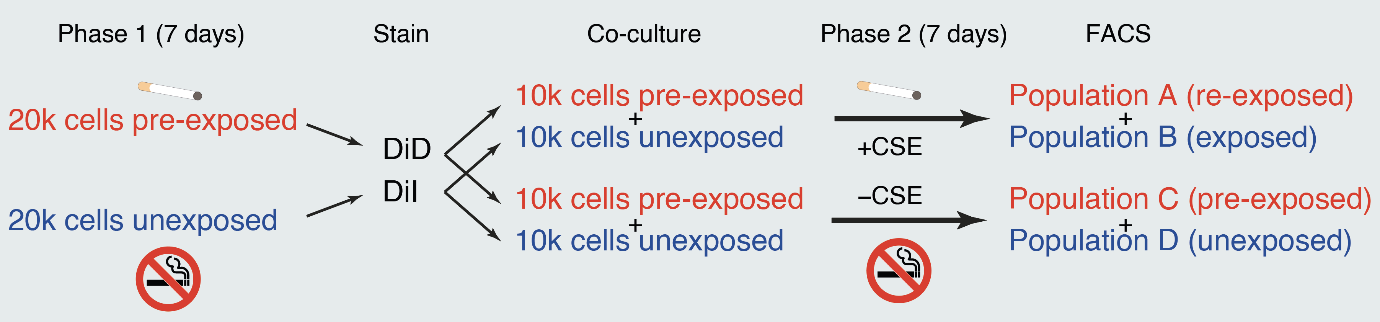 Phase 1 (7 days) Stain Co-culture Phase 2 (7 days) FACS
20k cells pre-exposed
20k cells unexposed
DiD
DiI
10k cells pre-exposed
+
10k cells unexposed
10k cells pre-exposed
+
10k cells unexposed
+CSE
–CSE
Population A (re-exposed)
+
Population B (exposed)
Population C (pre-exposed)
+
Population D (unexposed)